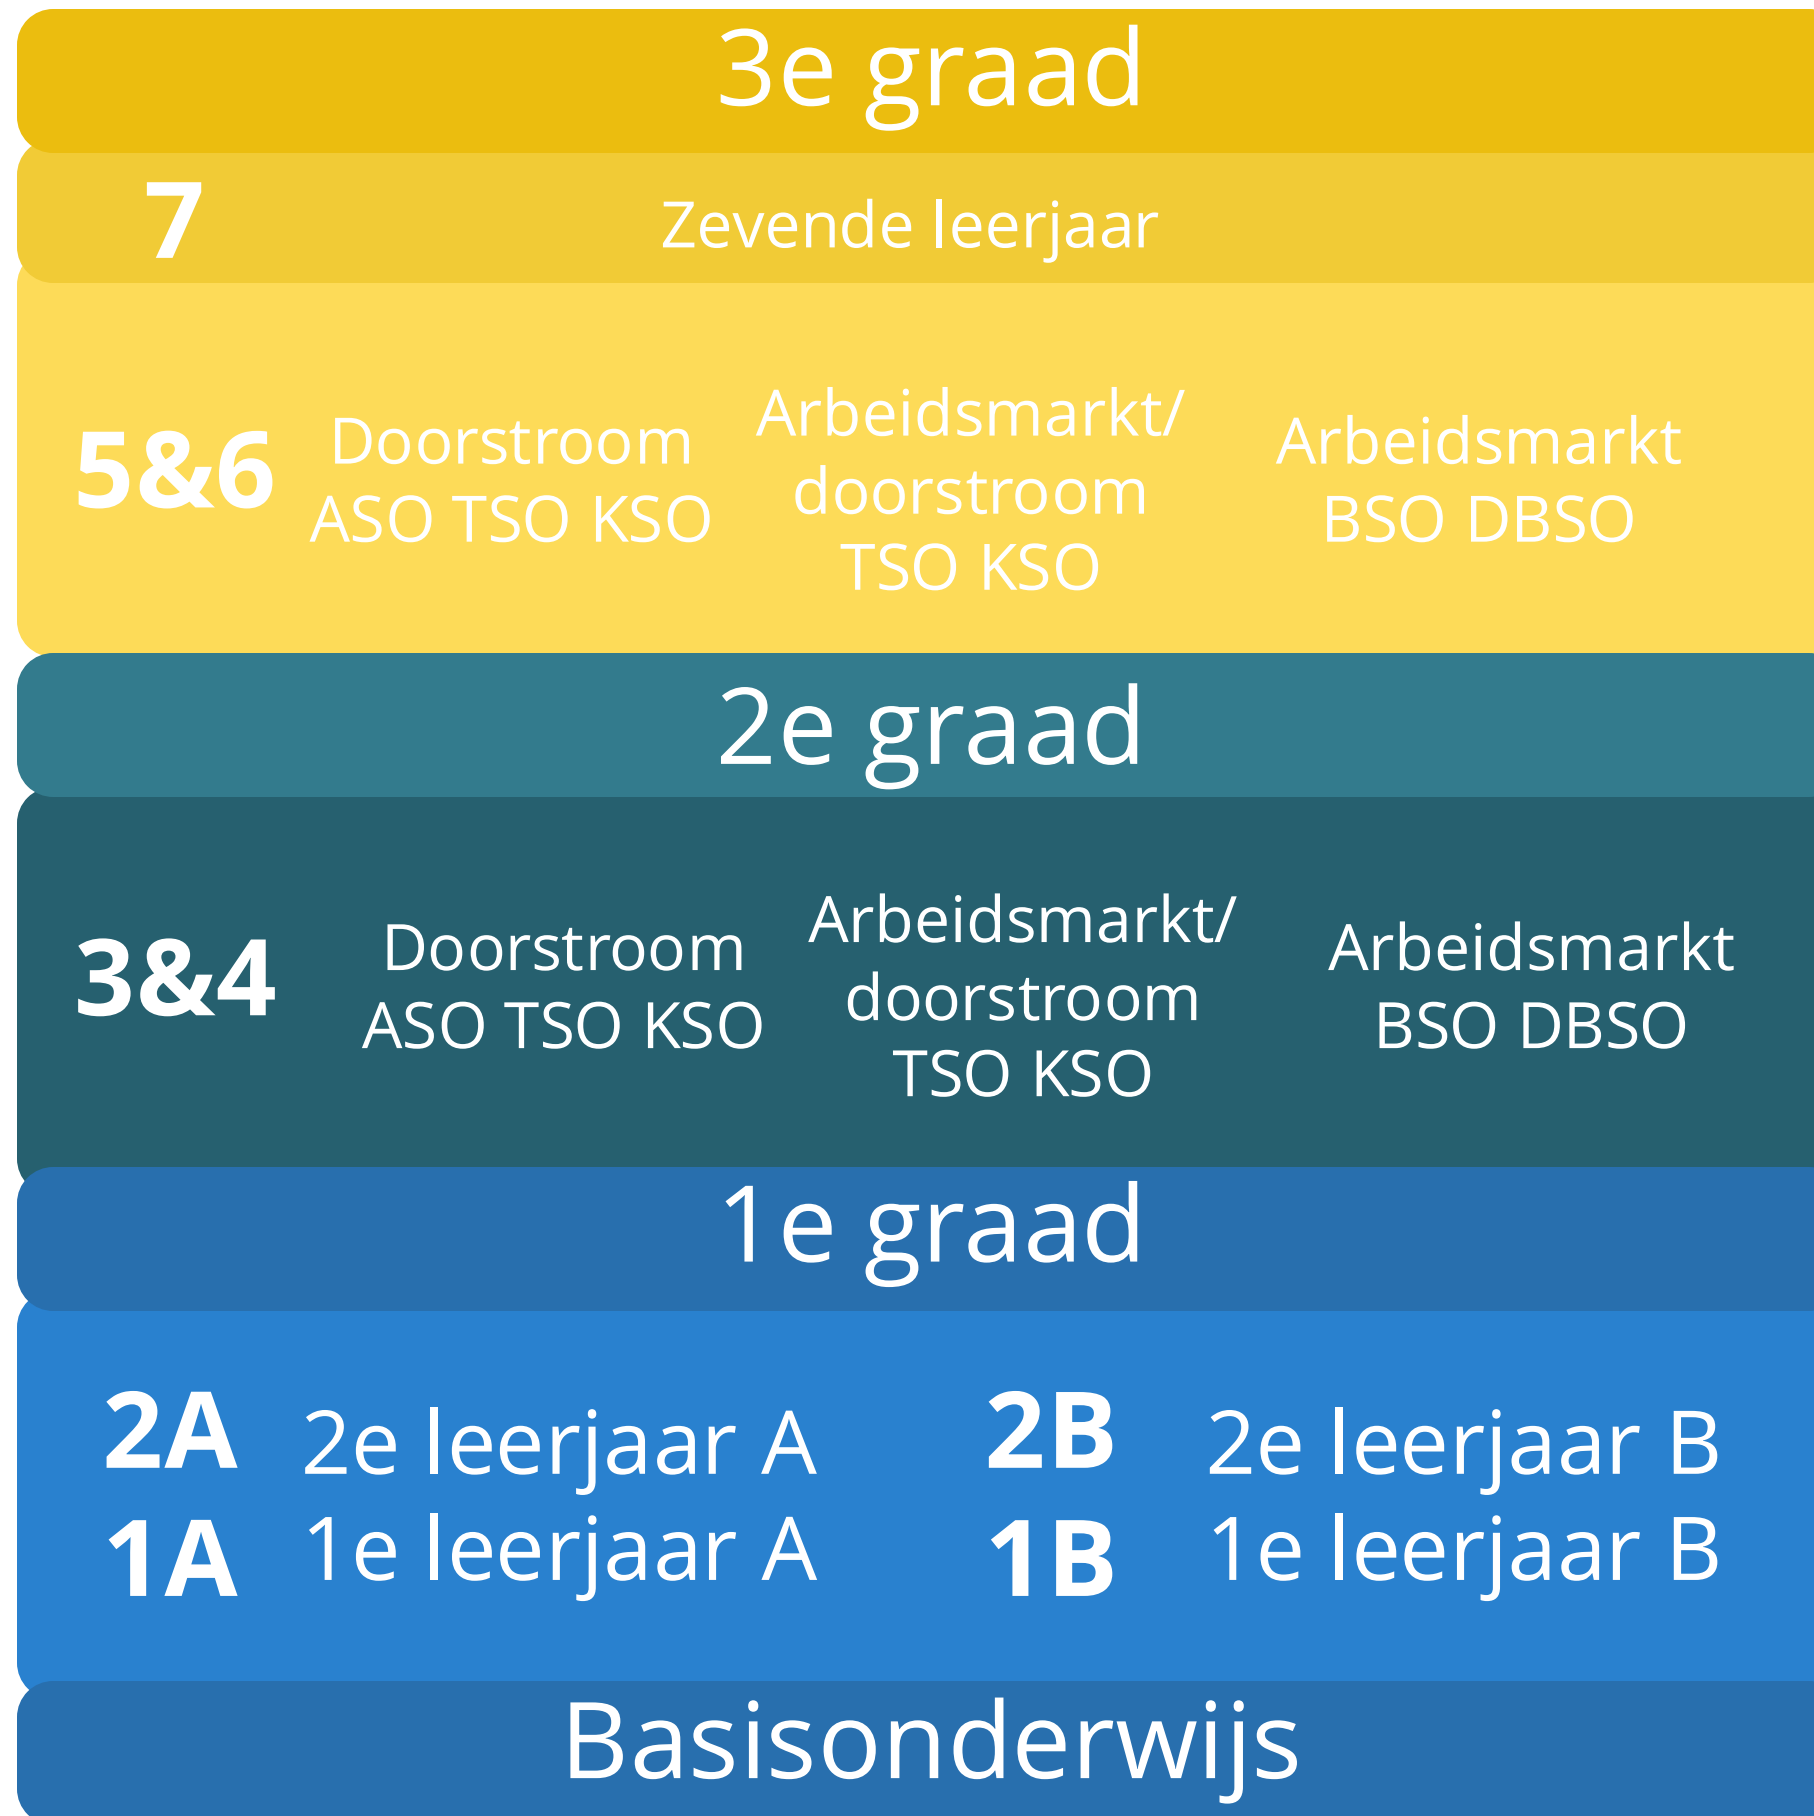 3e graad
7
Zevende leerjaar
5&6
Doorstroom
ASO TSO KSO
Arbeidsmarkt/
doorstroom
TSO KSO
Arbeidsmarkt
BSO DBSO
2e graad
3&4
Doorstroom
ASO TSO KSO
Arbeidsmarkt/
doorstroom
TSO KSO
Arbeidsmarkt
BSO DBSO
1e graad
2A
2e leerjaar A
2B
2e leerjaar B
1A
1e leerjaar A
1B
1e leerjaar B
Basisonderwijs